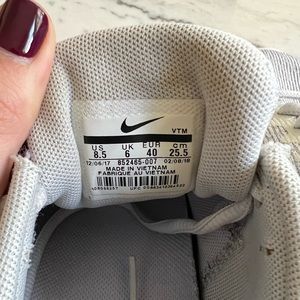 VTM
US UK EUR cm
8.5 6 40 25.5
12/06/17 852465-007 02/08/18
MADE IN VIETNAM
FABRIQUE AU VIETNAM
UPC